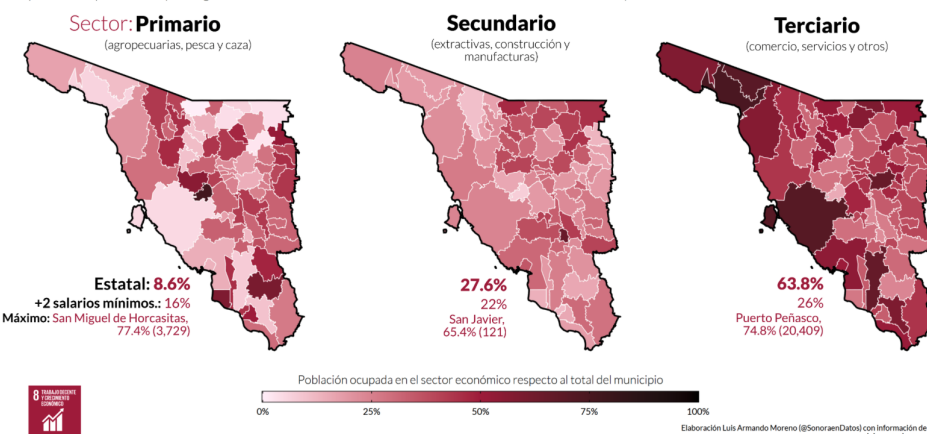 Sector: Primario
(agropecuarias, pesca y caza)
Secundario
(extractivas, construcción y
manufacturas)
Terciario
(comercio, servicios y otros)
Estatal: 8.6%
+2 salarios mínimos.: 16%
Máximo: San Miguel de Horcasitas,
77.4% (3,729)
27.6%
22%
San Javier,
65.4% (121)
63.8%
26%
Puerto Peñasco,
74.8% (20,409)
8 TRABAJO DECENTE
Y CRECIMIENTO
ECONÓMICO
Población ocupada en el sector económico respecto al total del municipio
0%
25%
50%
75%
100%
Elaboración Luis Armando Moreno (@SonoraenDatos) con información de